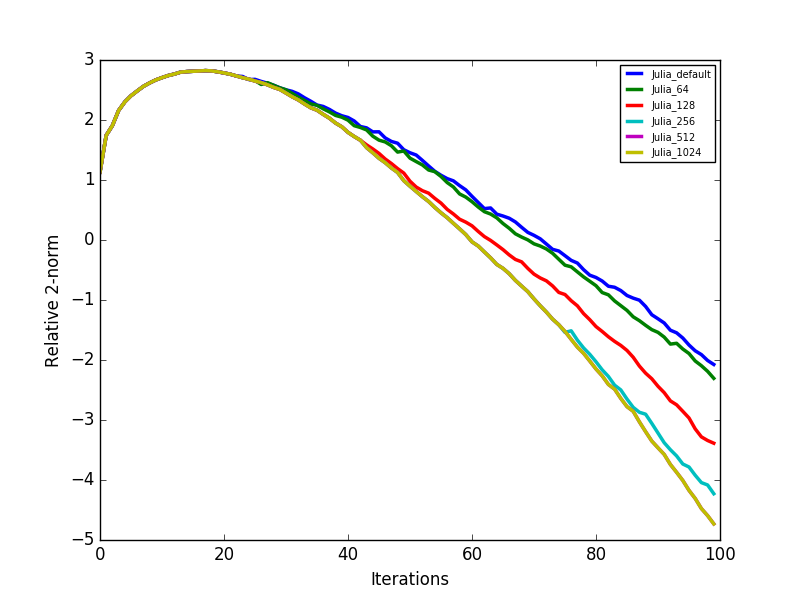 3
2
1
0
−1
−2
−3
−4
−5
0
20
40
60
80
100
Relative 2-norm
Iterations
Julia_default
Julia_64
Julia_128
Julia_256
Julia_512
Julia_1024